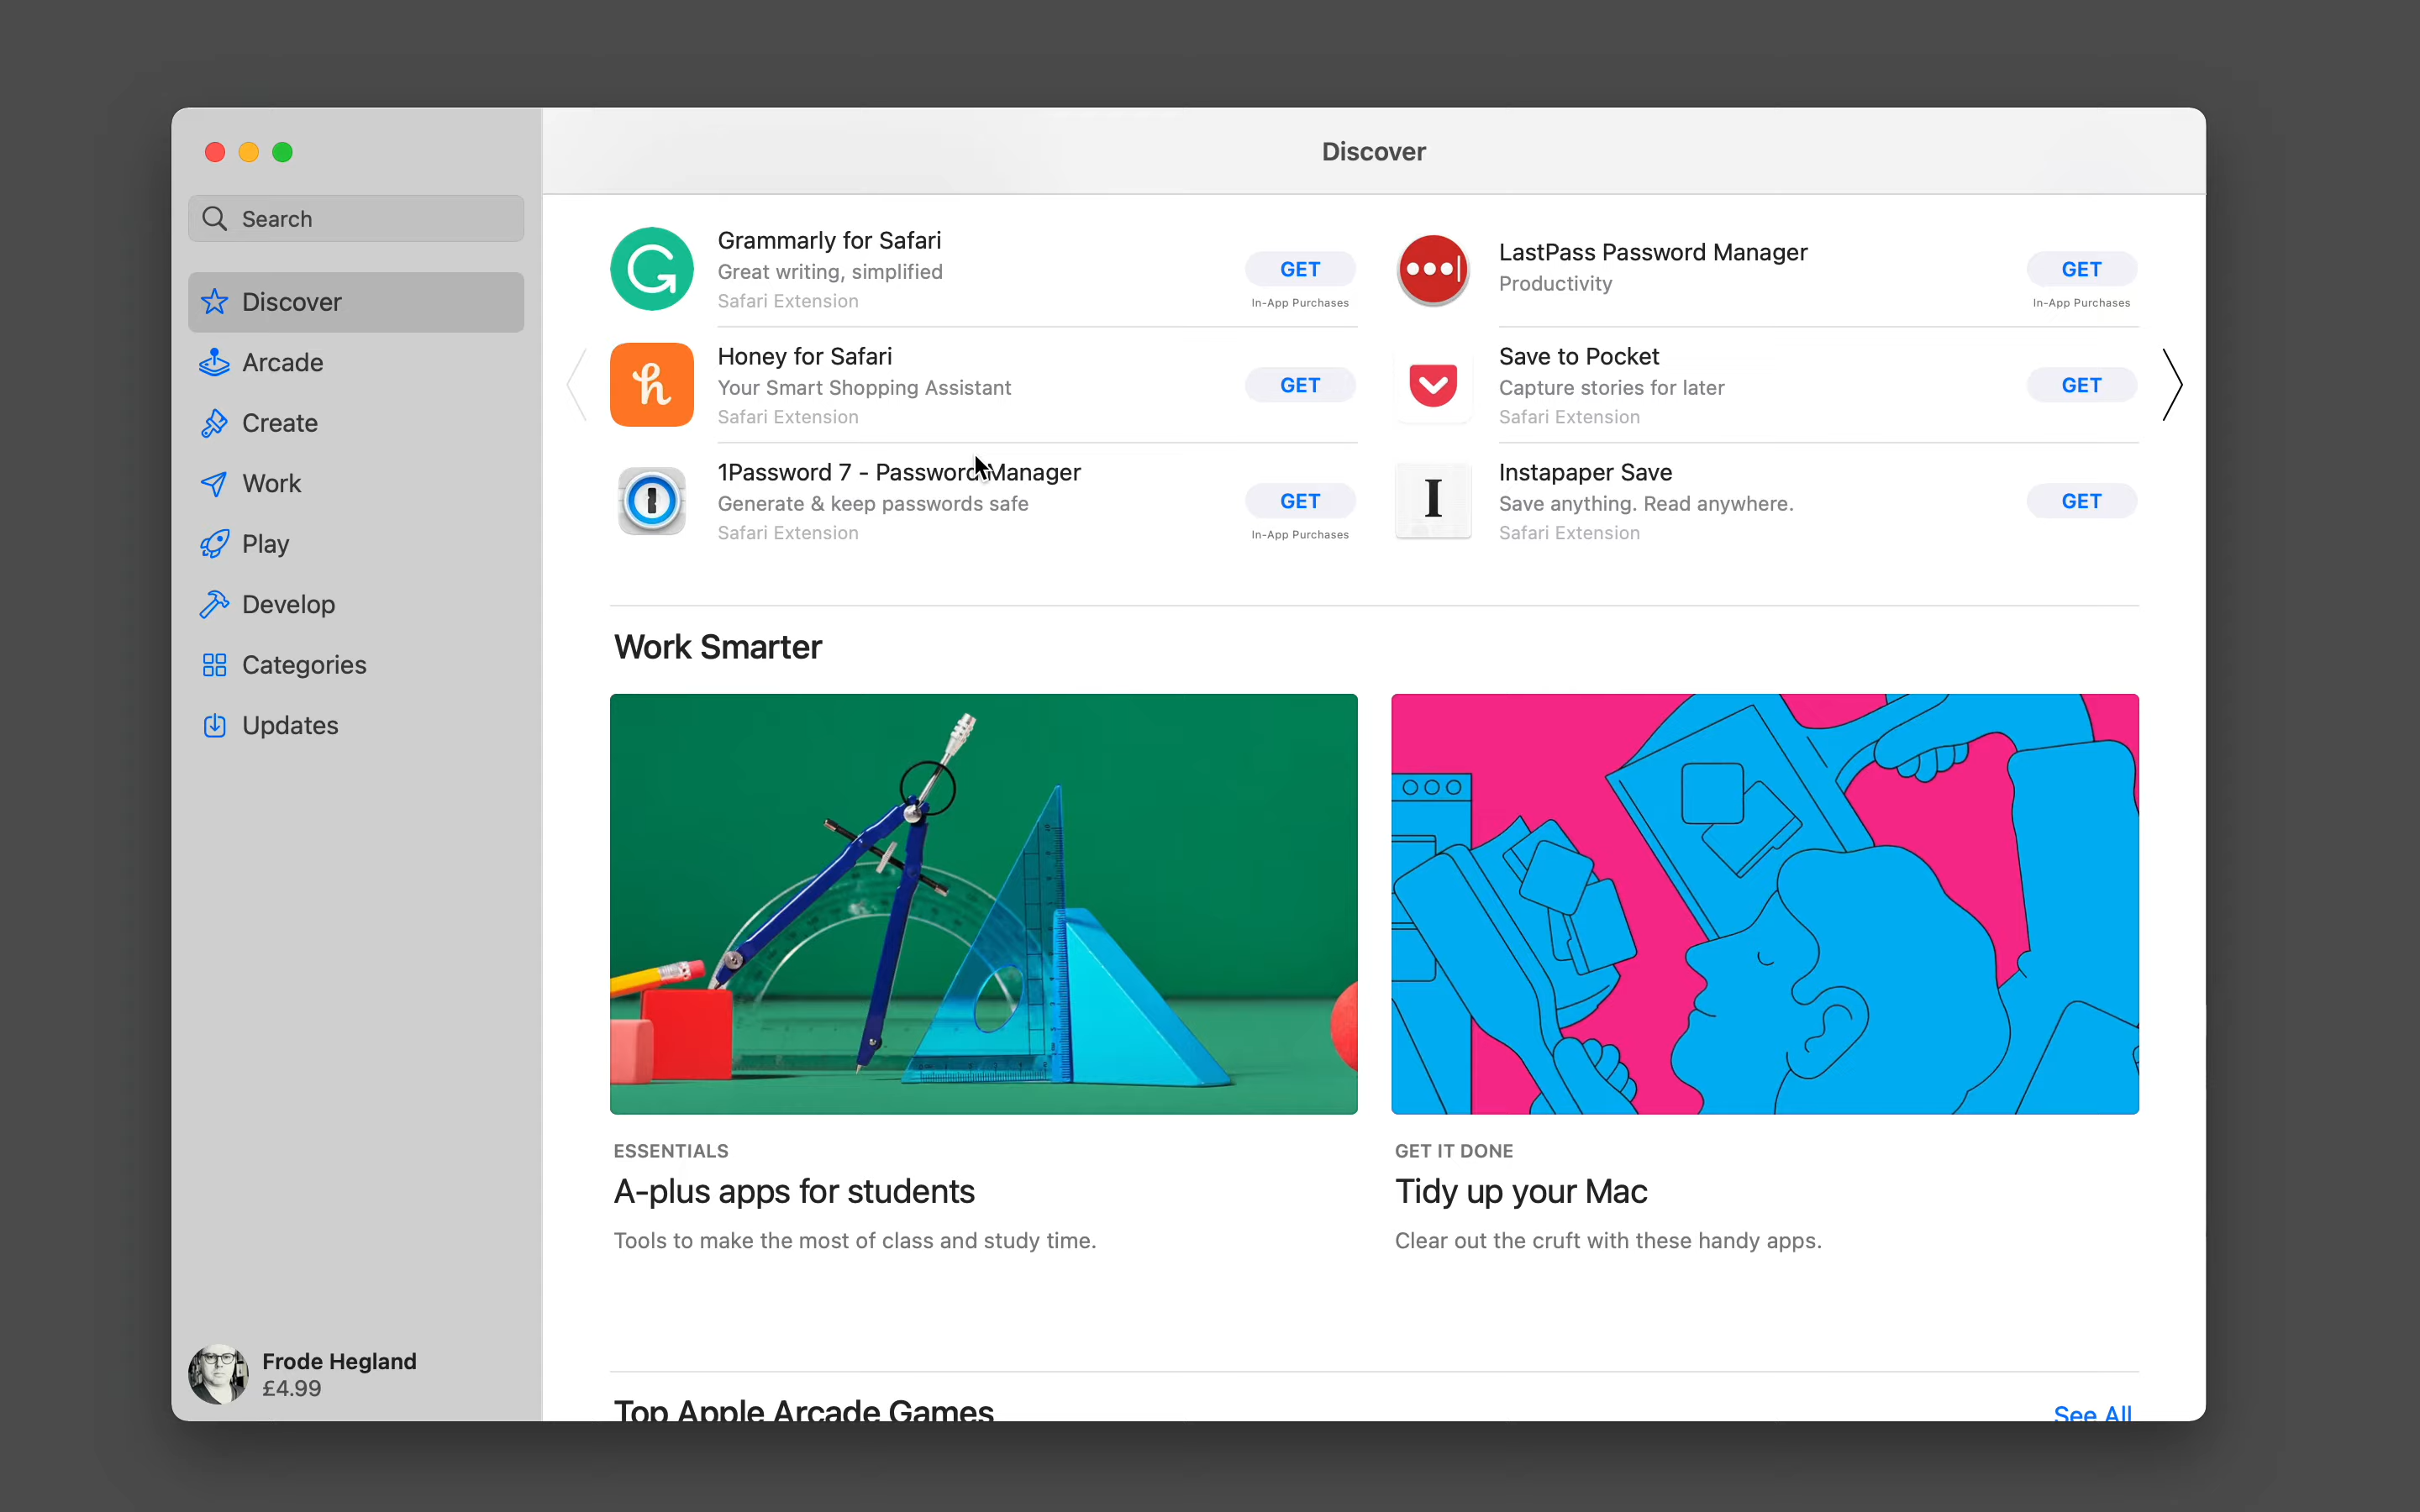 Discover
Search
Discover
Arcade
Create
Work
Play
Develop
Categories
Updates
Frode Hegland
£4.99
Grammarly for Safari
Great writing, simplified
Safari Extension
GET
In-App Purchases
LastPass Password Manager
Productivity
GET
In-App Purchases
Honey for Safari
Your Smart Shopping Assistant
Safari Extension
GET
Save to Pocket
Capture stories for later
Safari Extension
GET
1Password 7 - Password Manager
Generate & keep passwords safe
Safari Extension
GET
In-App Purchases
Instapaper Save
Save anything. Read anywhere.
Safari Extension
GET
Work Smarter
ESSENTIALS
A-plus apps for students
Tools to make the most of class and study time.
GET IT DONE
Tidy up your Mac
Clear out the cruft with these handy apps.
Top Apple Arcade Games
See All